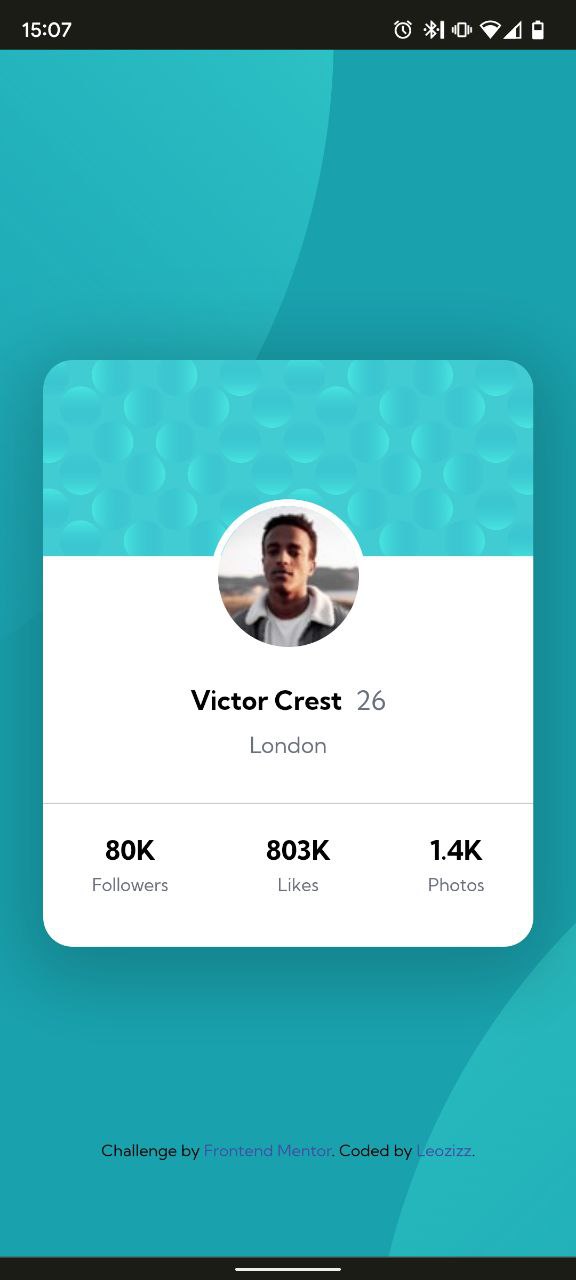 15:07
Victor Crest 26
London
80K 803K 1.4K
Followers Likes Photos
Challenge by Frontend Mentor. Coded by Leozizz.